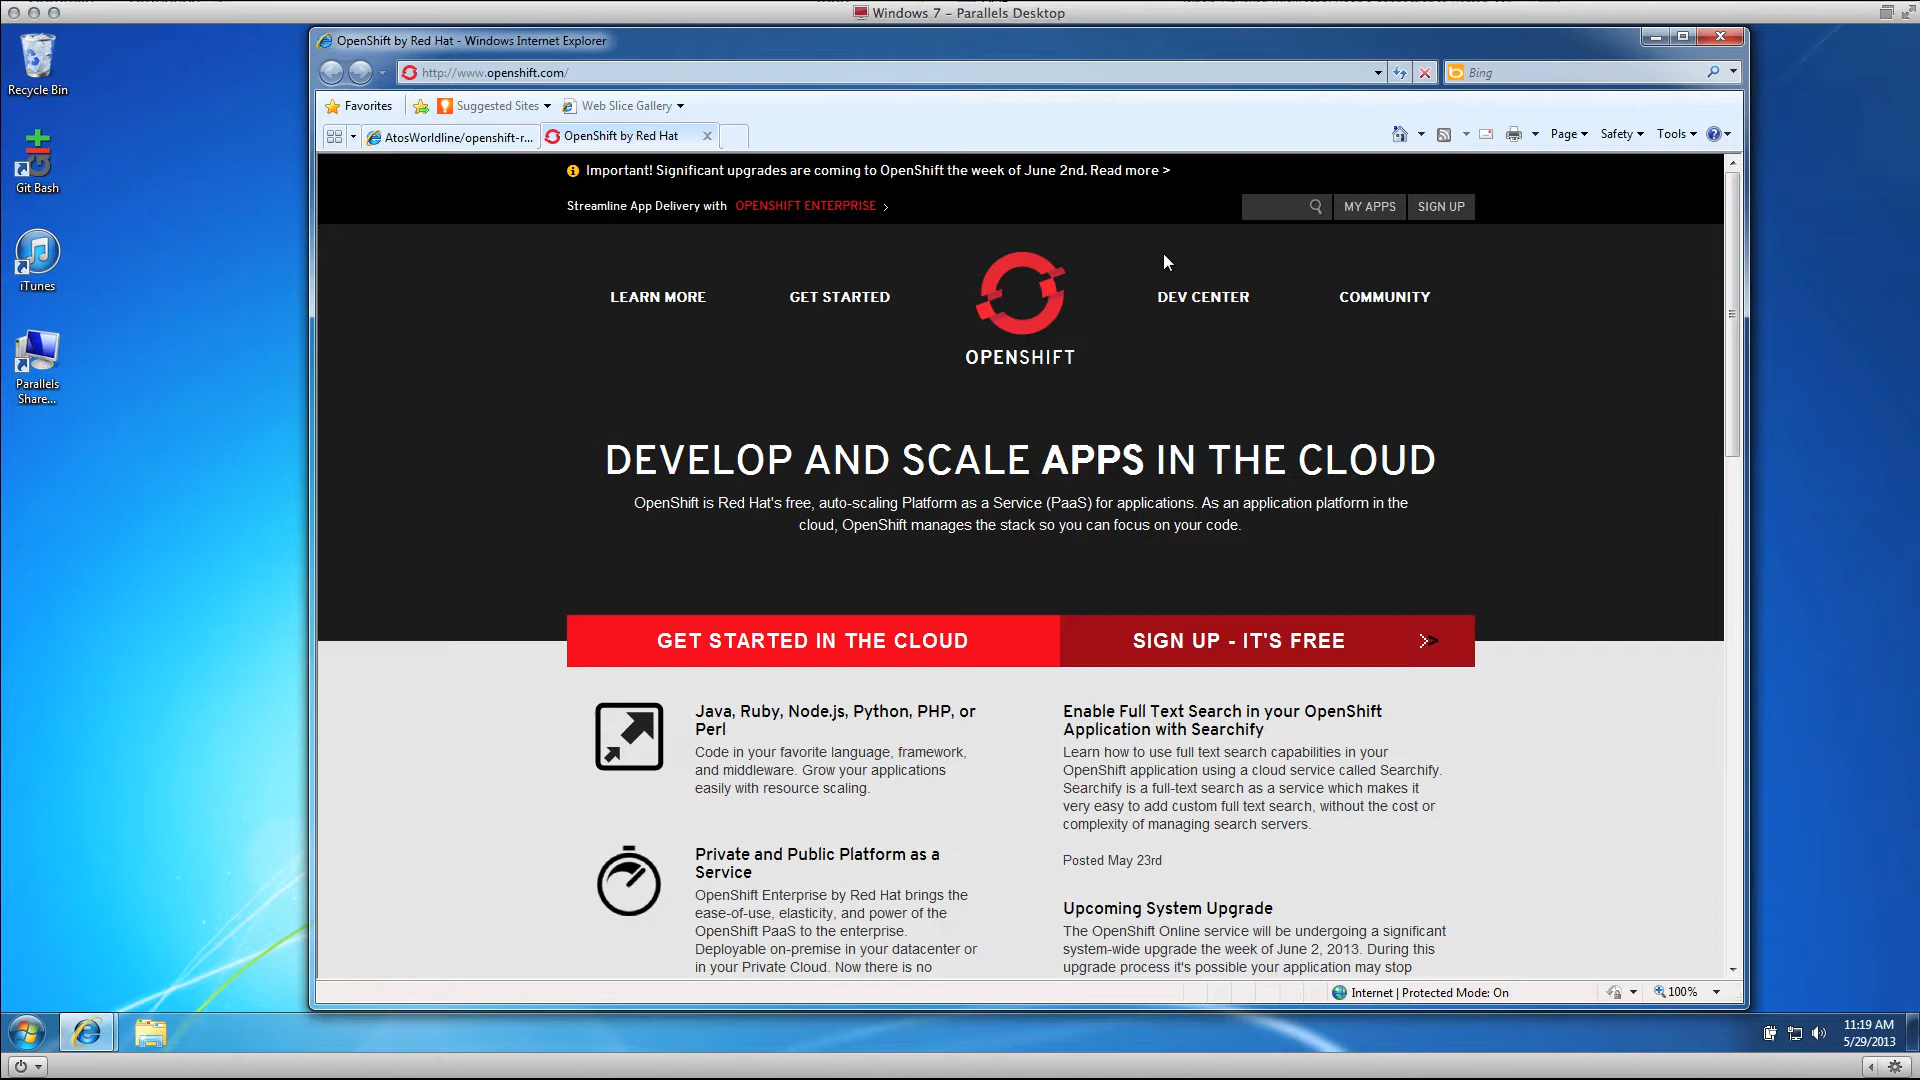 Windows 7 - Parallels Desktop
Recycle Bin
Git Bash
iTunes
Parallels
Share...
OpenShift by Red Hat - Windows Internet Explorer
http://www.openshift.com/
Bing
Favorites
Suggested Sites
Web Slice Gallery
AtosWorldline/openshift-r...
OpenShift by Red Hat
Page
Safety
Tools
Important! Significant upgrades are coming to OpenShift the week of June 2nd. Read more >
Streamline App Delivery with OPENSHIFT ENTERPRISE >
MY APPS
SIGN UP
LEARN MORE
GET STARTED
OPENSHIFT
DEV CENTER
COMMUNITY
DEVELOP AND SCALE APPS IN THE CLOUD
OpenShift is Red Hat's free, auto-scaling Platform as a Service (PaaS) for applications. As an application platform in the
cloud, OpenShift manages the stack so you can focus on your code.
GET STARTED IN THE CLOUD
SIGN UP - IT'S FREE
Java, Ruby, Node.js, Python, PHP, or
Perl
Code in your favorite language, framework,
and middleware. Grow your applications
easily with resource scaling.
Private and Public Platform as a
Service
OpenShift Enterprise by Red Hat brings the
ease-of-use, elasticity, and power of the
OpenShift PaaS to the enterprise.
Deployable on-premise in your datacenter or
in your Private Cloud. Now there is no
Enable Full Text Search in your OpenShift
Application with Searchify
Learn how to use full text search capabilities in your
OpenShift application using a cloud service called Searchify.
Searchify is a full-text search as a service which makes it
very easy to add custom full text search, without the cost or
complexity of managing search servers.
Posted May 23rd
Upcoming System Upgrade
The OpenShift Online service will be undergoing a significant
system-wide upgrade the week of June 2, 2013. During this
upgrade process it's possible your application may stop
Internet | Protected Mode: On
100%
11:19 AM
5/29/2013